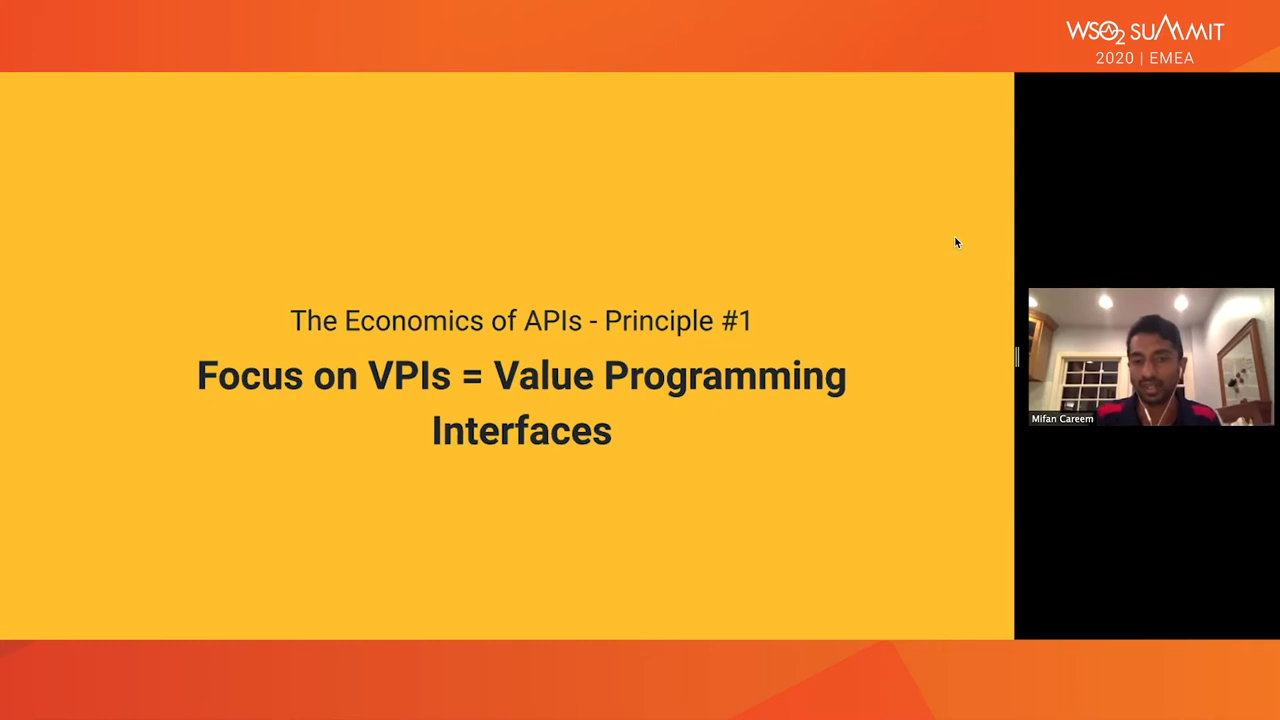 WSO2 SUMMIT
2020 | EMEA
The Economics of APIs - Principle #1
Focus on VPIs = Value Programming
Interfaces
Mifan Careem